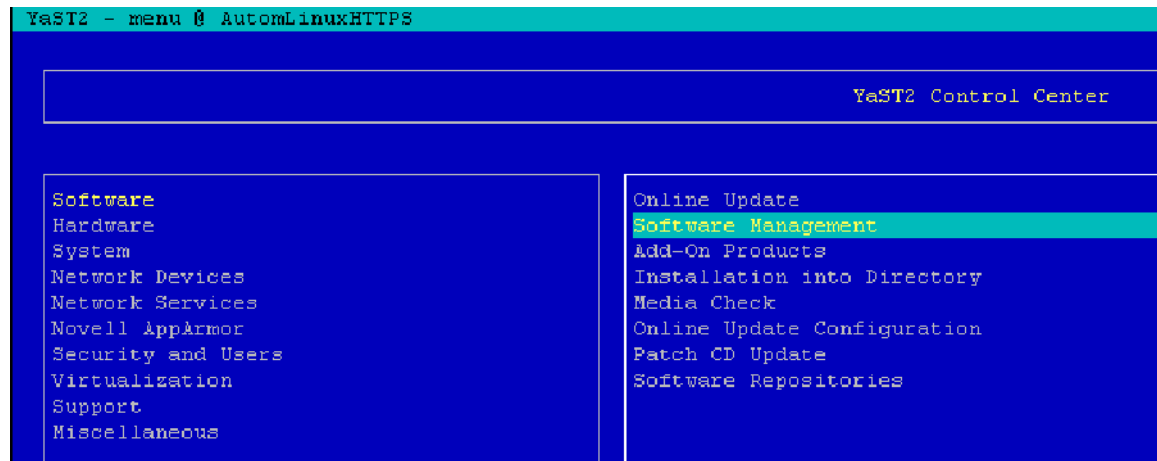 YaST2 - menu @ AutomLinuxHTTPS
YaST2 Control Center
Software
Hardware
System
Network Devices
Network Services
Novell AppArmor
Security and Users
Virtualization
Support
Miscellaneous
Online Update
Software Management
Add-On Products
Installation into Directory
Media Check
Online Update Configuration
Patch CD Update
Software Repositories